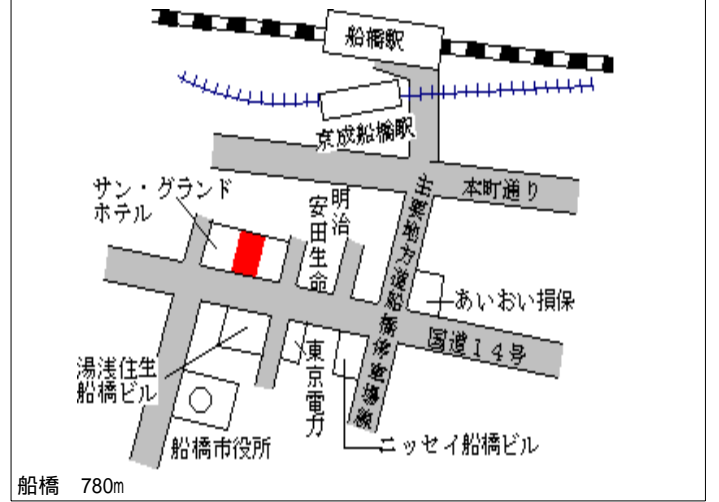 船橋駅
京成船橋駅
本町通り
サン・グランド
ホテル
明治
安田生命
主要地方道船橋停車場線
あいおい損保
国道14号
湯浅住生
船橋ビル
東京電力
ニッセイ船橋ビル
船橋市役所
船橋　780m